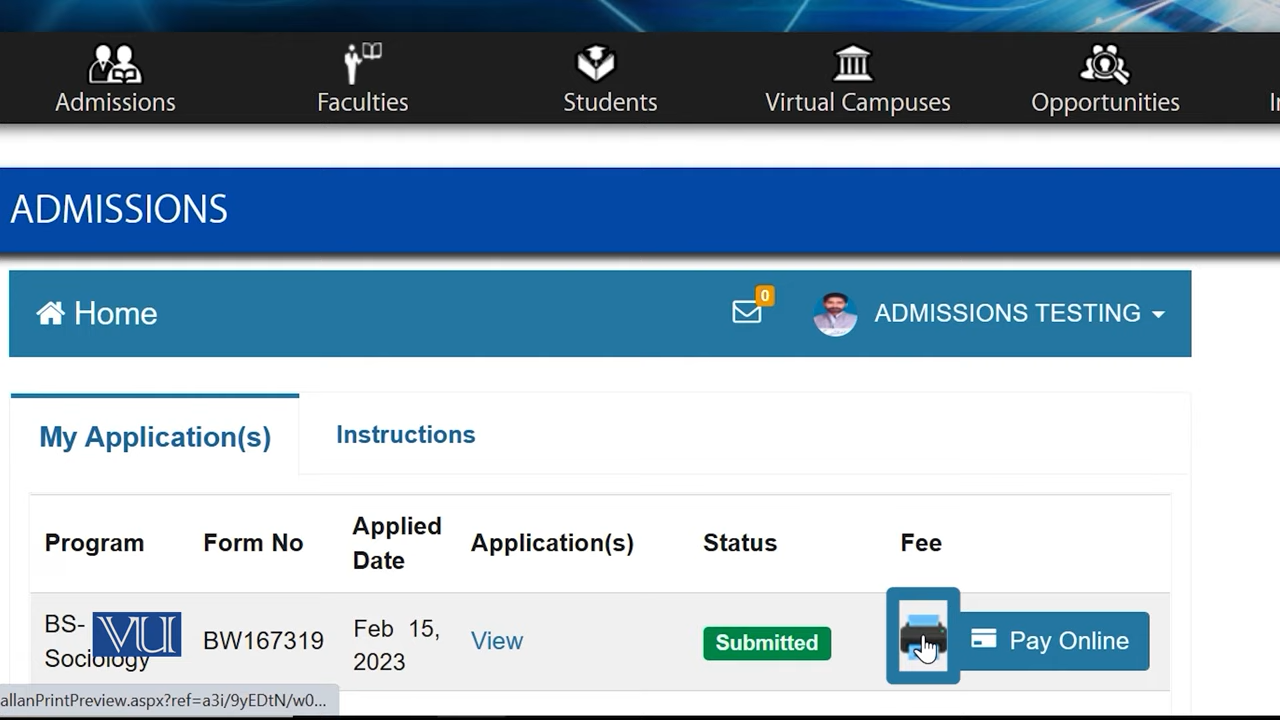 Admissions Faculties Students Virtual Campuses Opportunities
ADMISSIONS
Home 0 ADMISSIONS TESTING
My Application(s) Instructions
Program Form No Applied Date Application(s) Status Fee
BS-Sociology VU BW167319 Feb 15, 2023 View Submitted Pay Online
allanPrintPreview.aspx?ref=a3i/9yEDtN/w0...